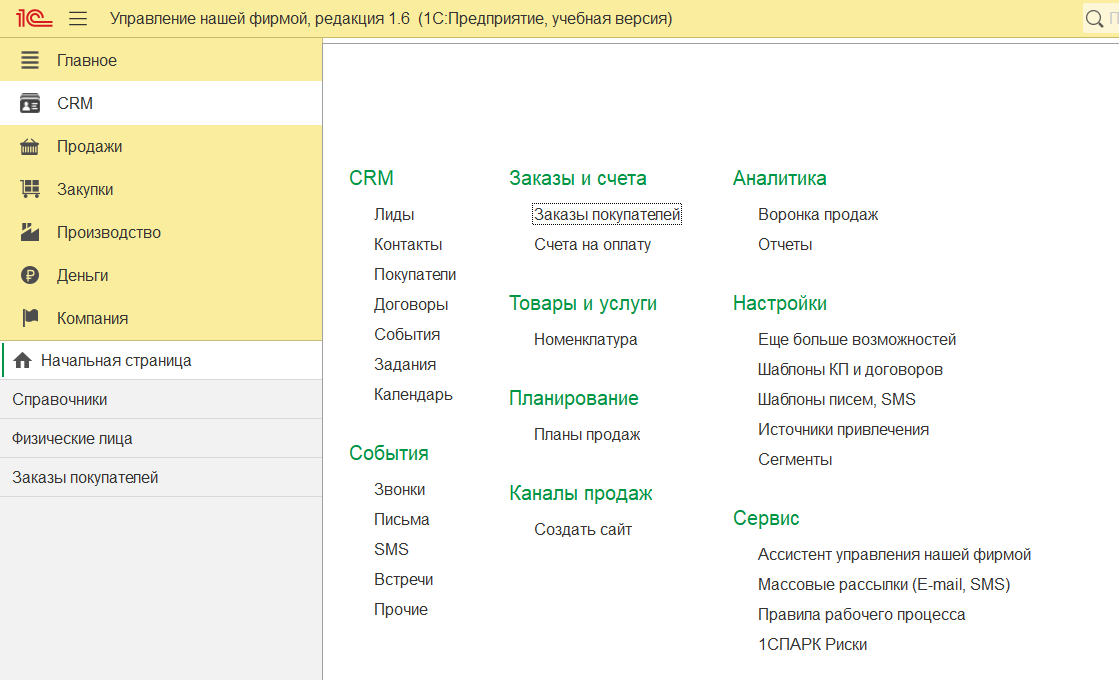 1С Управление нашей фирмой, редакция 1.6 (1С:Предприятие, учебная версия)
Главное
CRM
Продажи
Закупки
Производство
Деньги
Компания
Начальная страница
Справочники
Физические лица
Заказы покупателей
CRM
Лиды
Контакты
Покупатели
Договоры
События
Задания
Календарь
События
Звонки
Письма
SMS
Встречи
Прочие
Заказы и счета
Заказы покупателей
Счета на оплату
Товары и услуги
Номенклатура
Планирование
Планы продаж
Каналы продаж
Создать сайт
Аналитика
Воронка продаж
Отчеты
Настройки
Еще больше возможностей
Шаблоны КП и договоров
Шаблоны писем, SMS
Источники привлечения
Сегменты
Сервис
Ассистент управления нашей фирмой
Массовые рассылки (E-mail, SMS)
Правила рабочего процесса
1СПАРК Риски